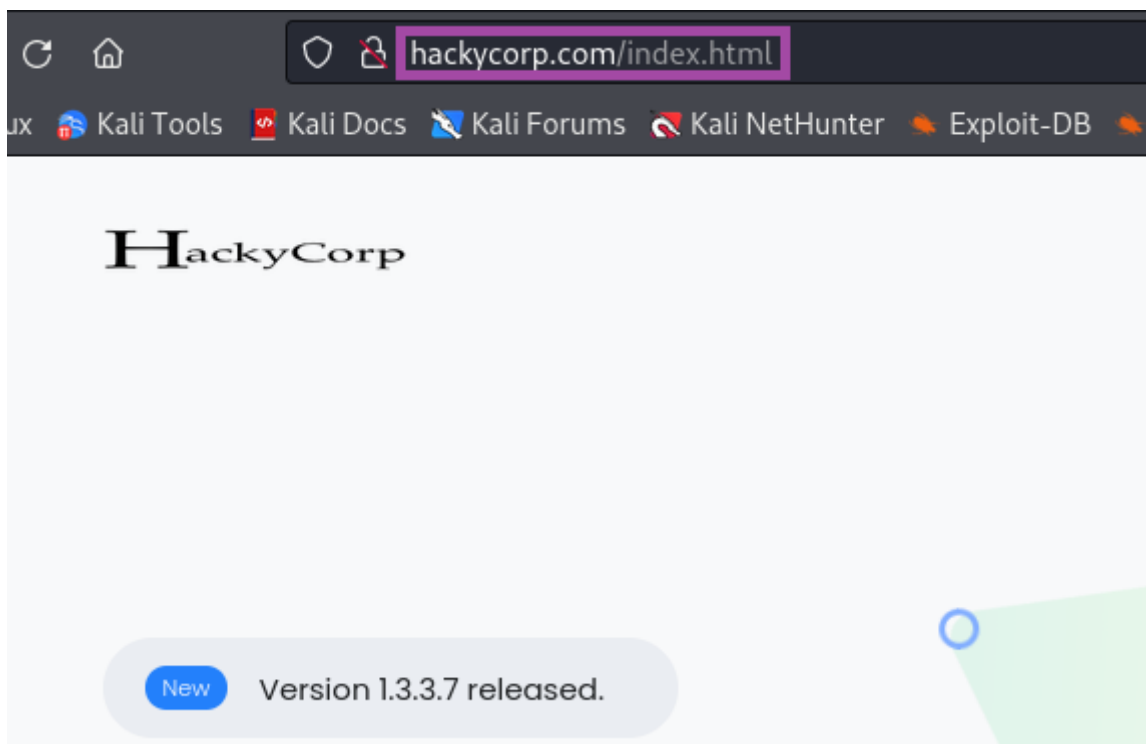 hackycorp.com/index.html
ux Kali Tools Kali Docs Kali Forums Kali NetHunter Exploit-DB
HackyCorp
New Version 1.3.3.7 released.